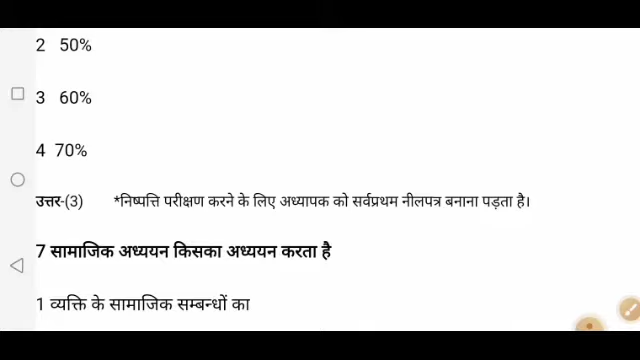 2 50%
3 60%
4 70%
उत्तर-(3) *निष्पत्ति परीक्षण करने के लिए अध्यापक को सर्वप्रथम नीलपत्र बनाना पड़ता है।
7 सामाजिक अध्ययन किसका अध्ययन करता है
1 व्यक्ति के सामाजिक सम्बन्धों का